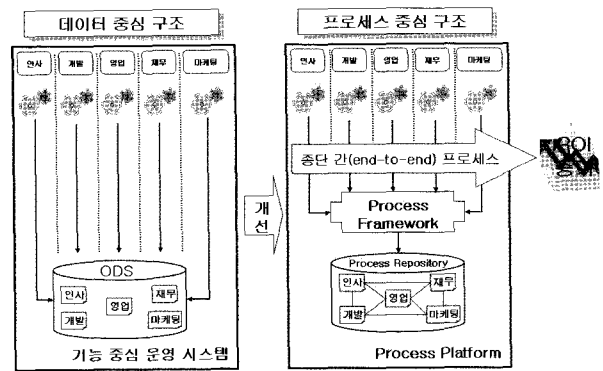 데이터 중심 구조
프로세스 중심 구조
인사 개발 영업 재무 마케팅
인사 개발 영업 재무 마케팅
종단 간(end-to-end) 프로세스
ROI
개선
Process
Framework
ODS
인사 영업 재무
개발 마케팅
Process Repository
인사 영업 재무
개발 마케팅
기능 중심 운영 시스템
Process Platform